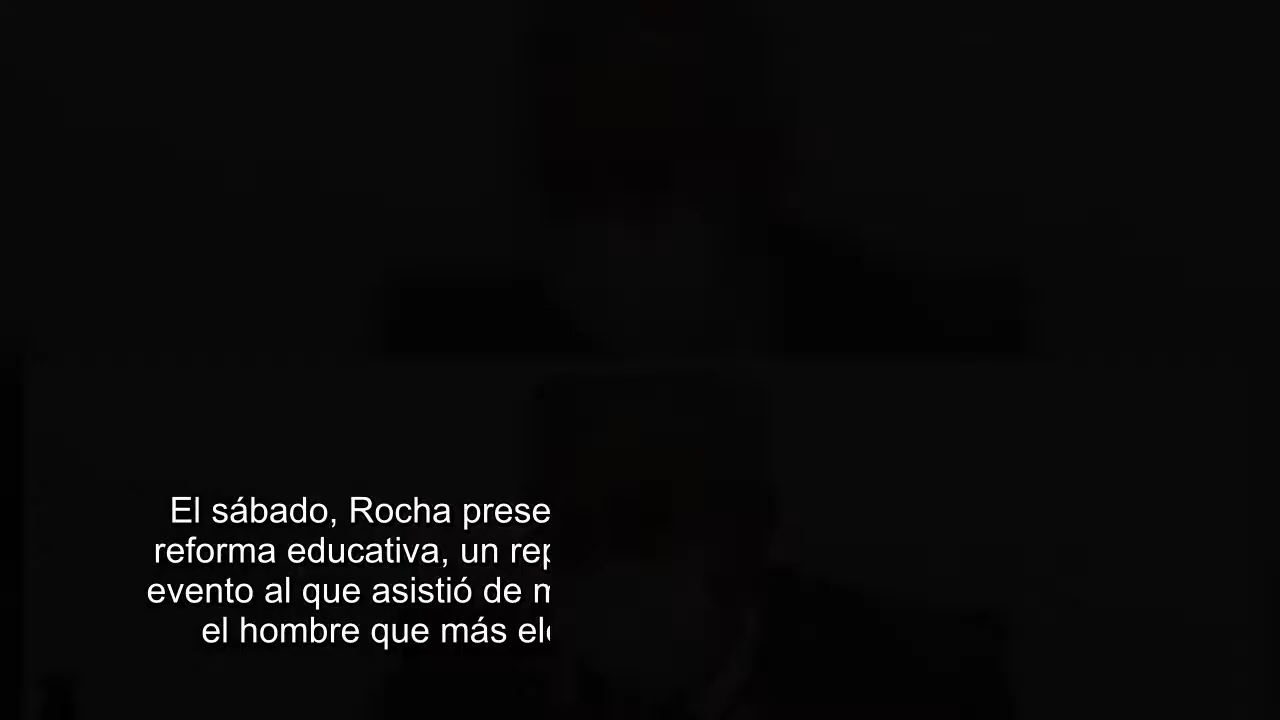 El sábado, Rocha prese
reforma educativa, un rep
evento al que asistió de m
el hombre que más ele